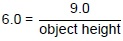 6.0 = 9.0 / object height